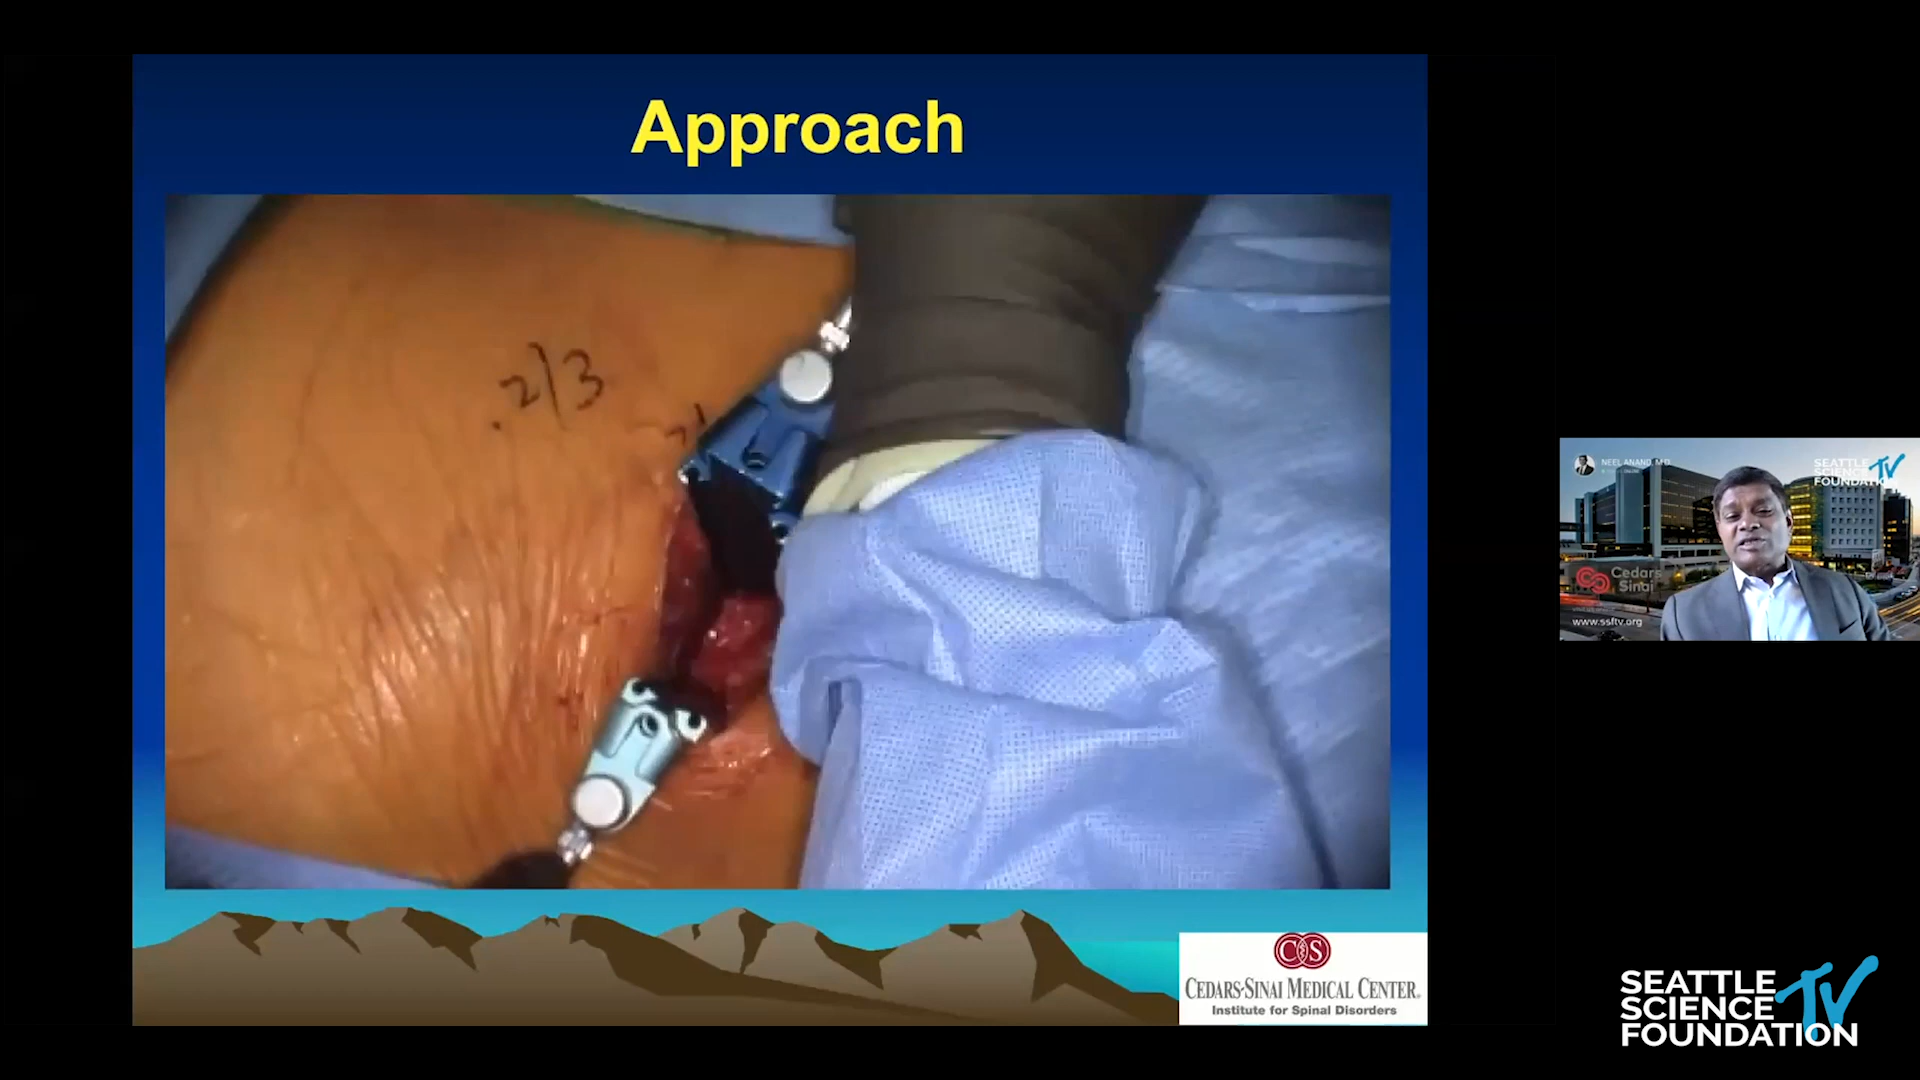 Approach
2/3
NEEL ANAND, M.D.
SEATTLE
SCIENCE
FOUNDATION
TV
Cedars
Sinai
www.ssftv.org
CS
CEDARS-SINAI MEDICAL CENTER.
Institute for Spinal Disorders
SEATTLE
SCIENCE
FOUNDATION
TV